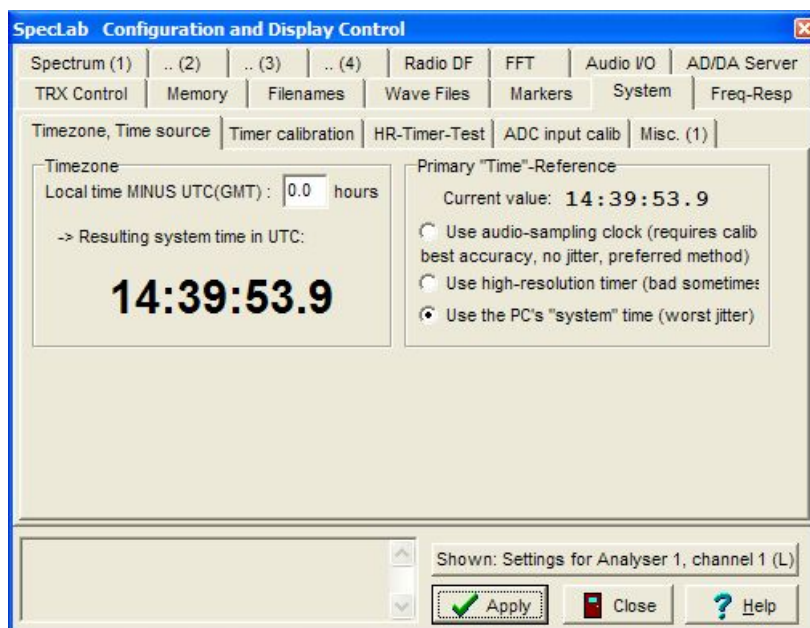 SpecLab Configuration and Display Control
Spectrum (1) .. (2) .. (3) .. (4) Radio DF FFT Audio I/O AD/DA Server
TRX Control Memory Filenames Wave Files Markers System Freq-Resp
Timezone, Time source Timer calibration HR-Timer-Test ADC input calib Misc. (1)
Timezone
Local time MINUS UTC(GMT) : 0.0 hours
-> Resulting system time in UTC:
14:39:53.9
Primary "Time"-Reference
Current value: 14:39:53.9
Use audio-sampling clock (requires calib
best accuracy, no jitter, preferred method)
Use high-resolution timer (bad sometimes
Use the PC's "system" time (worst jitter)
Shown: Settings for Analyser 1, channel 1 (L)
Apply Close ? Help